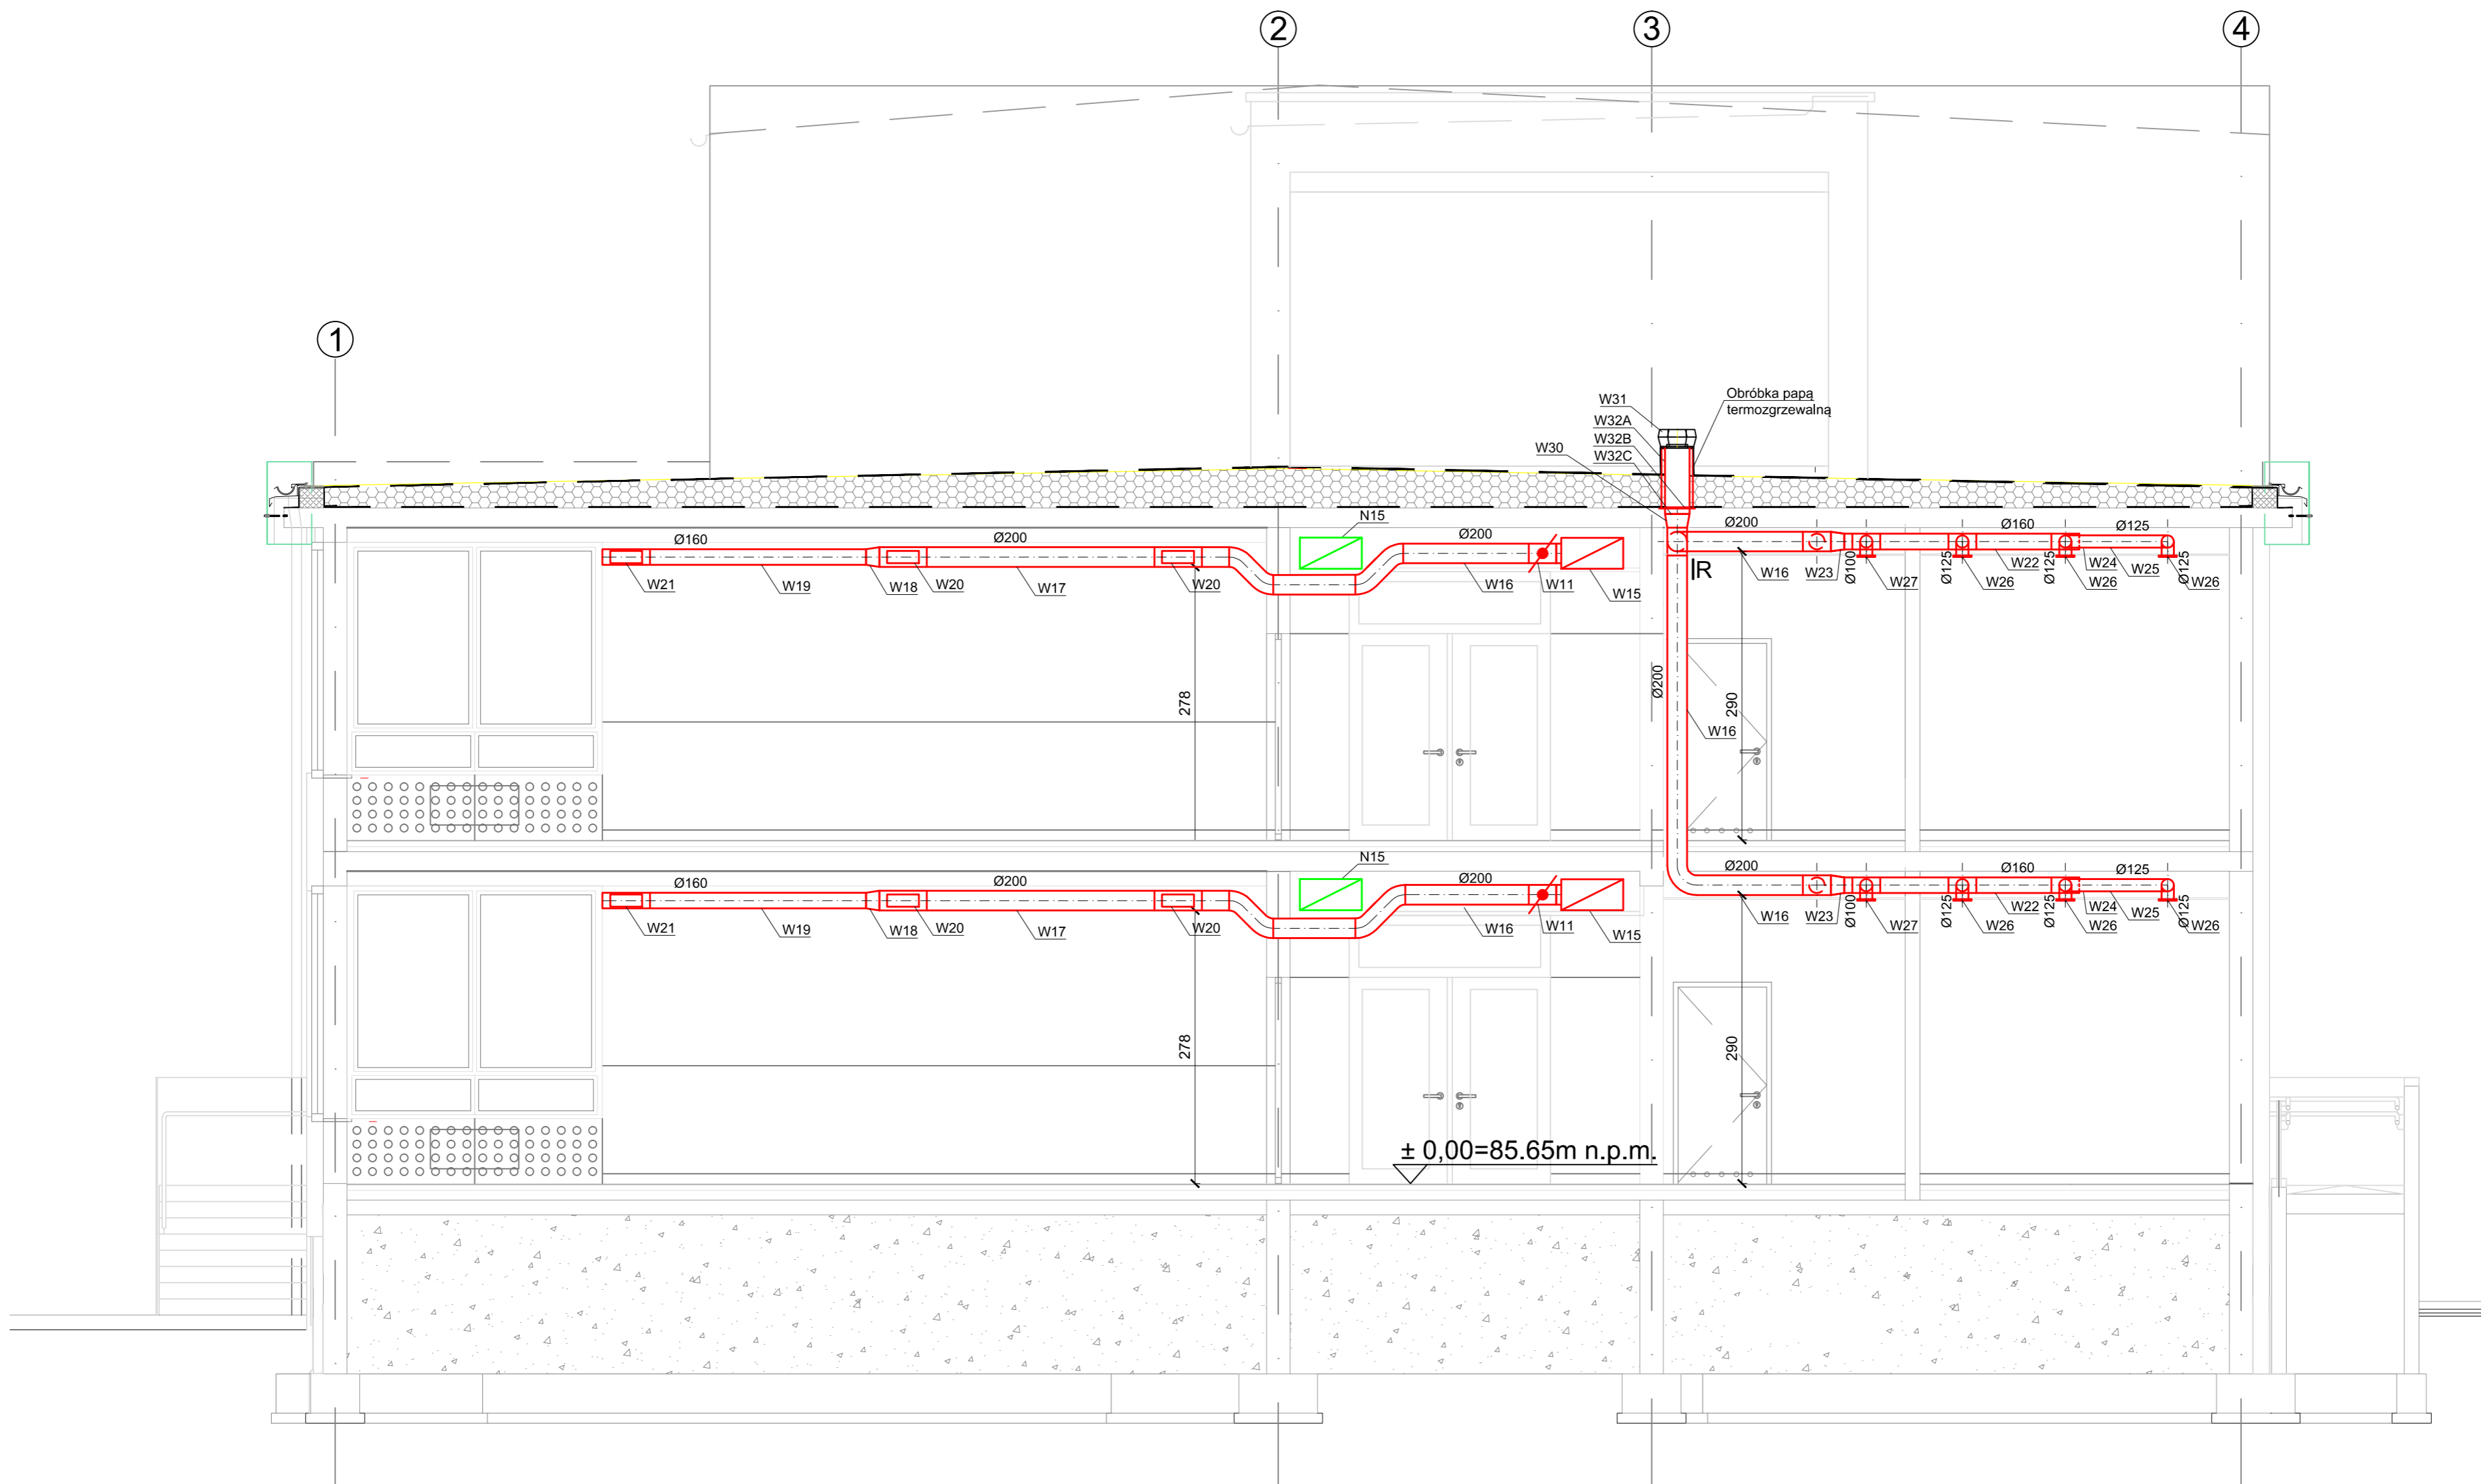 2
3
4
1
W31
W32A
W32B
W32C
W30
Obróbka papą
termozgrzewalną
N15
Ø160
Ø200
Ø200
Ø200
Ø160
Ø125
W21
W19
W18
W20
W17
W20
W16
W11
W15
R
W16
W23
Ø100
W27
Ø125
W26
W22
Ø125
W24
W26
W25
Ø125
W26
278
Ø200
290
W16
N15
Ø160
Ø200
Ø200
Ø200
Ø160
Ø125
W21
W19
W18
W20
W17
W20
W16
W11
W15
W16
W23
Ø100
W27
Ø125
W26
W22
Ø125
W24
W26
W25
Ø125
W26
278
290
± 0,00=85.65m n.p.m.